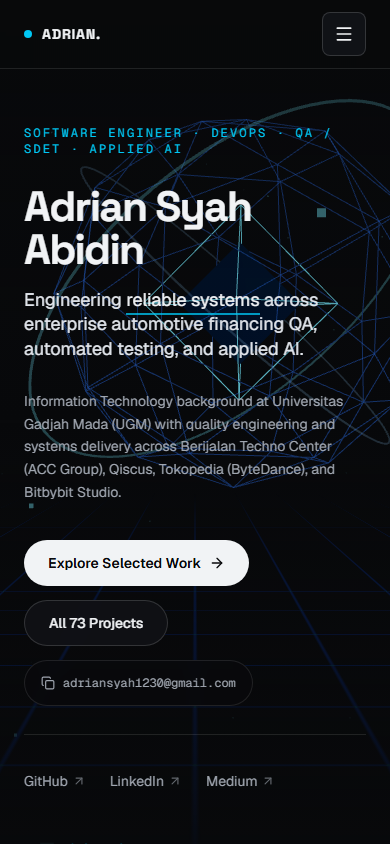 ADRIAN.
SOFTWARE ENGINEER · DEVOPS · QA /
SDET · APPLIED AI
Adrian Syah
Abidin
Engineering reliable systems across
enterprise automotive financing QA,
automated testing, and applied AI.
Information Technology background at Universitas
Gadjah Mada (UGM) with quality engineering and
systems delivery across Berijalan Techno Center
(ACC Group), Qiscus, Tokopedia (ByteDance), and
Bitbybit Studio.
Explore Selected Work →
All 73 Projects
adriansyah1230@gmail.com
GitHub ↗ LinkedIn ↗ Medium ↗